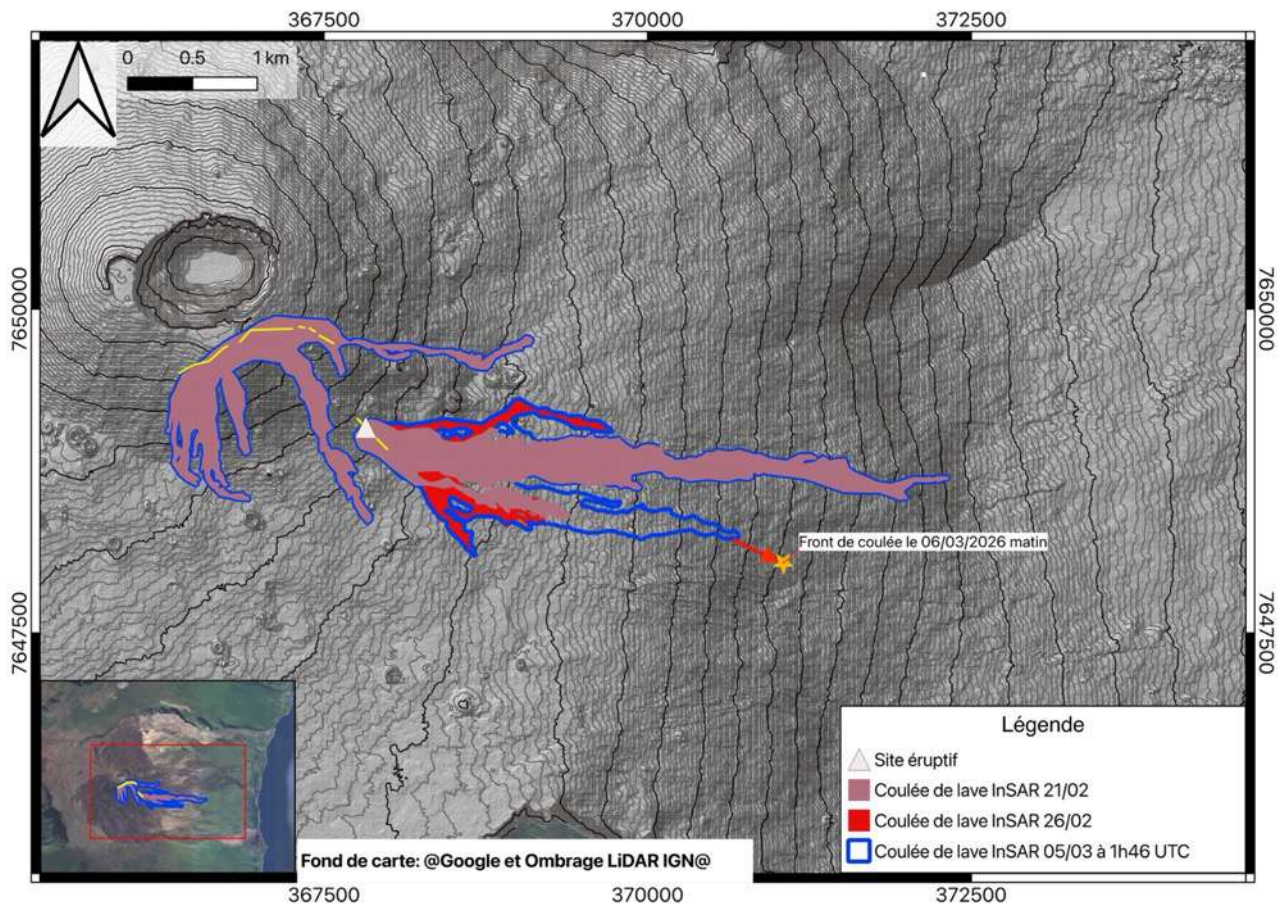 367500 370000 372500
0 0.5 1 km
7650000 7650000
Front de coulée le 06/03/2026 matin
7647500 7647500
Légende
Site éruptif
Coulée de lave InSAR 21/02
Coulée de lave InSAR 26/02
Coulée de lave InSAR 05/03 à 1h46 UTC
Fond de carte: @Google et Ombrage LiDAR IGN@
367500 370000 372500